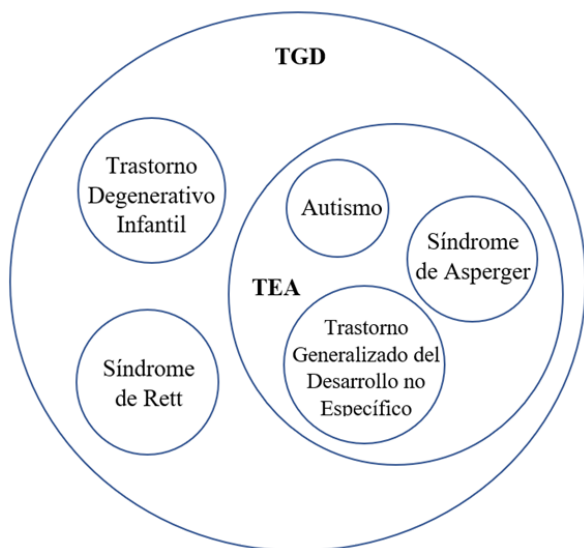 TGD
Trastorno
Degenerativo
Infantil
Autismo
Síndrome
de Asperger
TEA
Trastorno
Generalizado del
Desarrollo no
Específico
Síndrome
de Rett